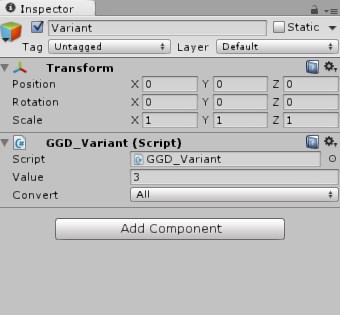 Inspector
Variant Static
Tag Untagged Layer Default
Transform
Position X 0 Y 0 Z 0
Rotation X 0 Y 0 Z 0
Scale X 1 Y 1 Z 1
GGD_Variant (Script)
Script GGD_Variant
Value 3
Convert All
Add Component